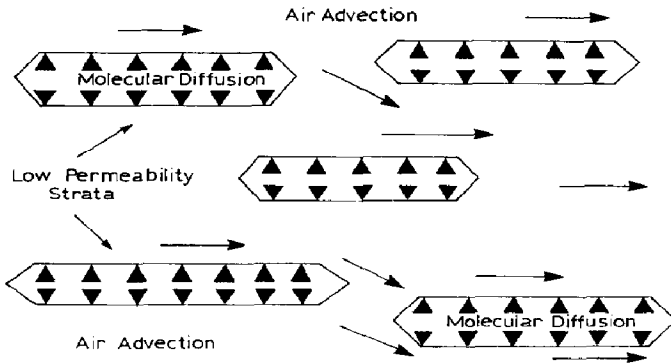 Air Advection
Molecular Diffusion
Low Permeability
Strata
Air Advection
Molecular Diffusion